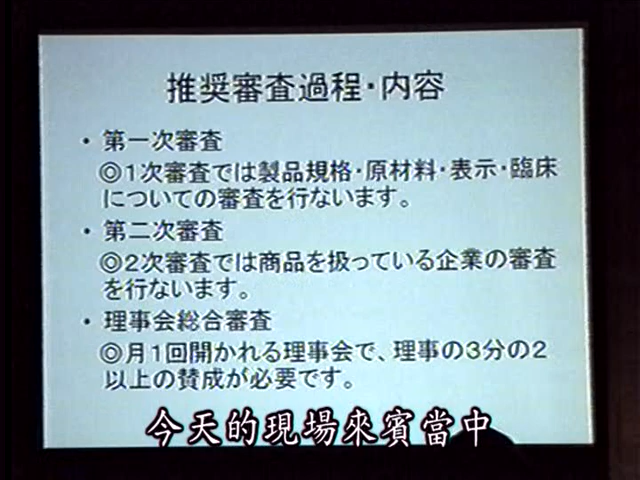 推奨審査過程・内容
・ 第一次審査
◎1次審査では製品規格・原材料・表示・臨床
についての審査を行ないます。
・ 第二次審査
◎2次審査では商品を扱っている企業の審査
を行ないます。
・ 理事会総合審査
◎月1回開かれる理事会で、理事の3分の2
以上の賛成が必要です。
今天的現場來賓當中